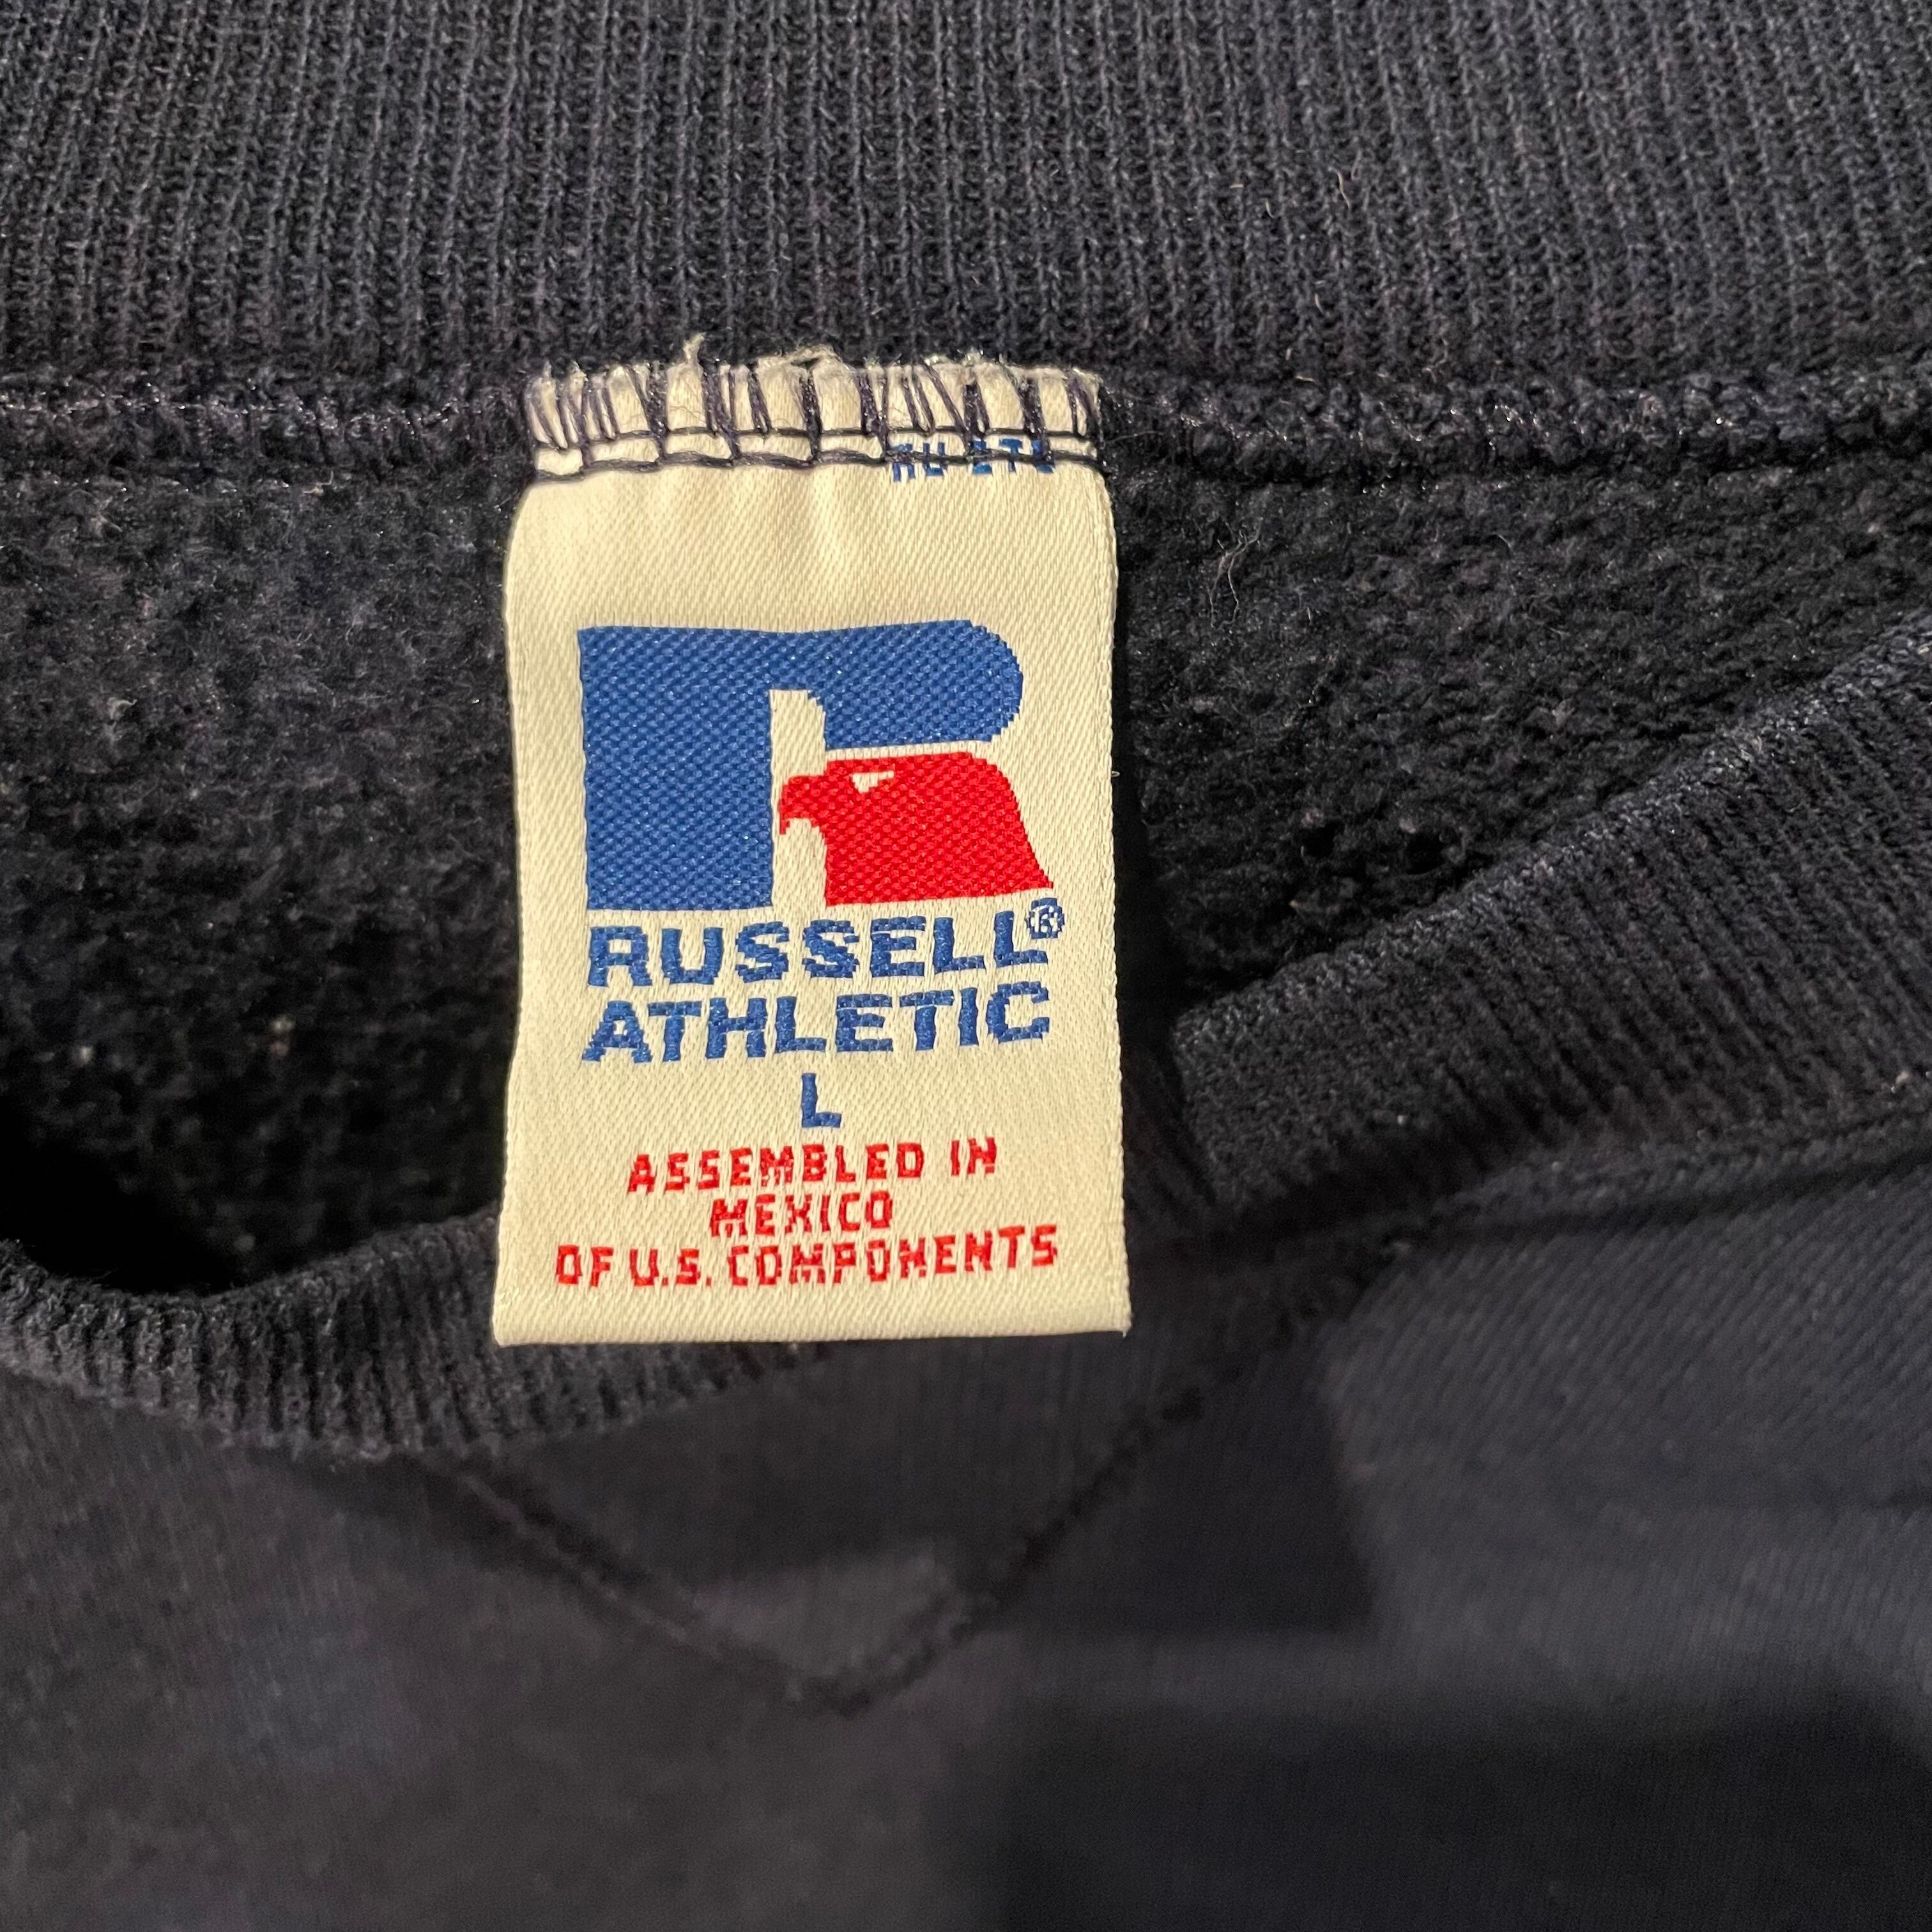 RUSSELL®
ATHLETIC
L
ASSEMBLED IN
MEXICO
OF U.S. COMPONENTS